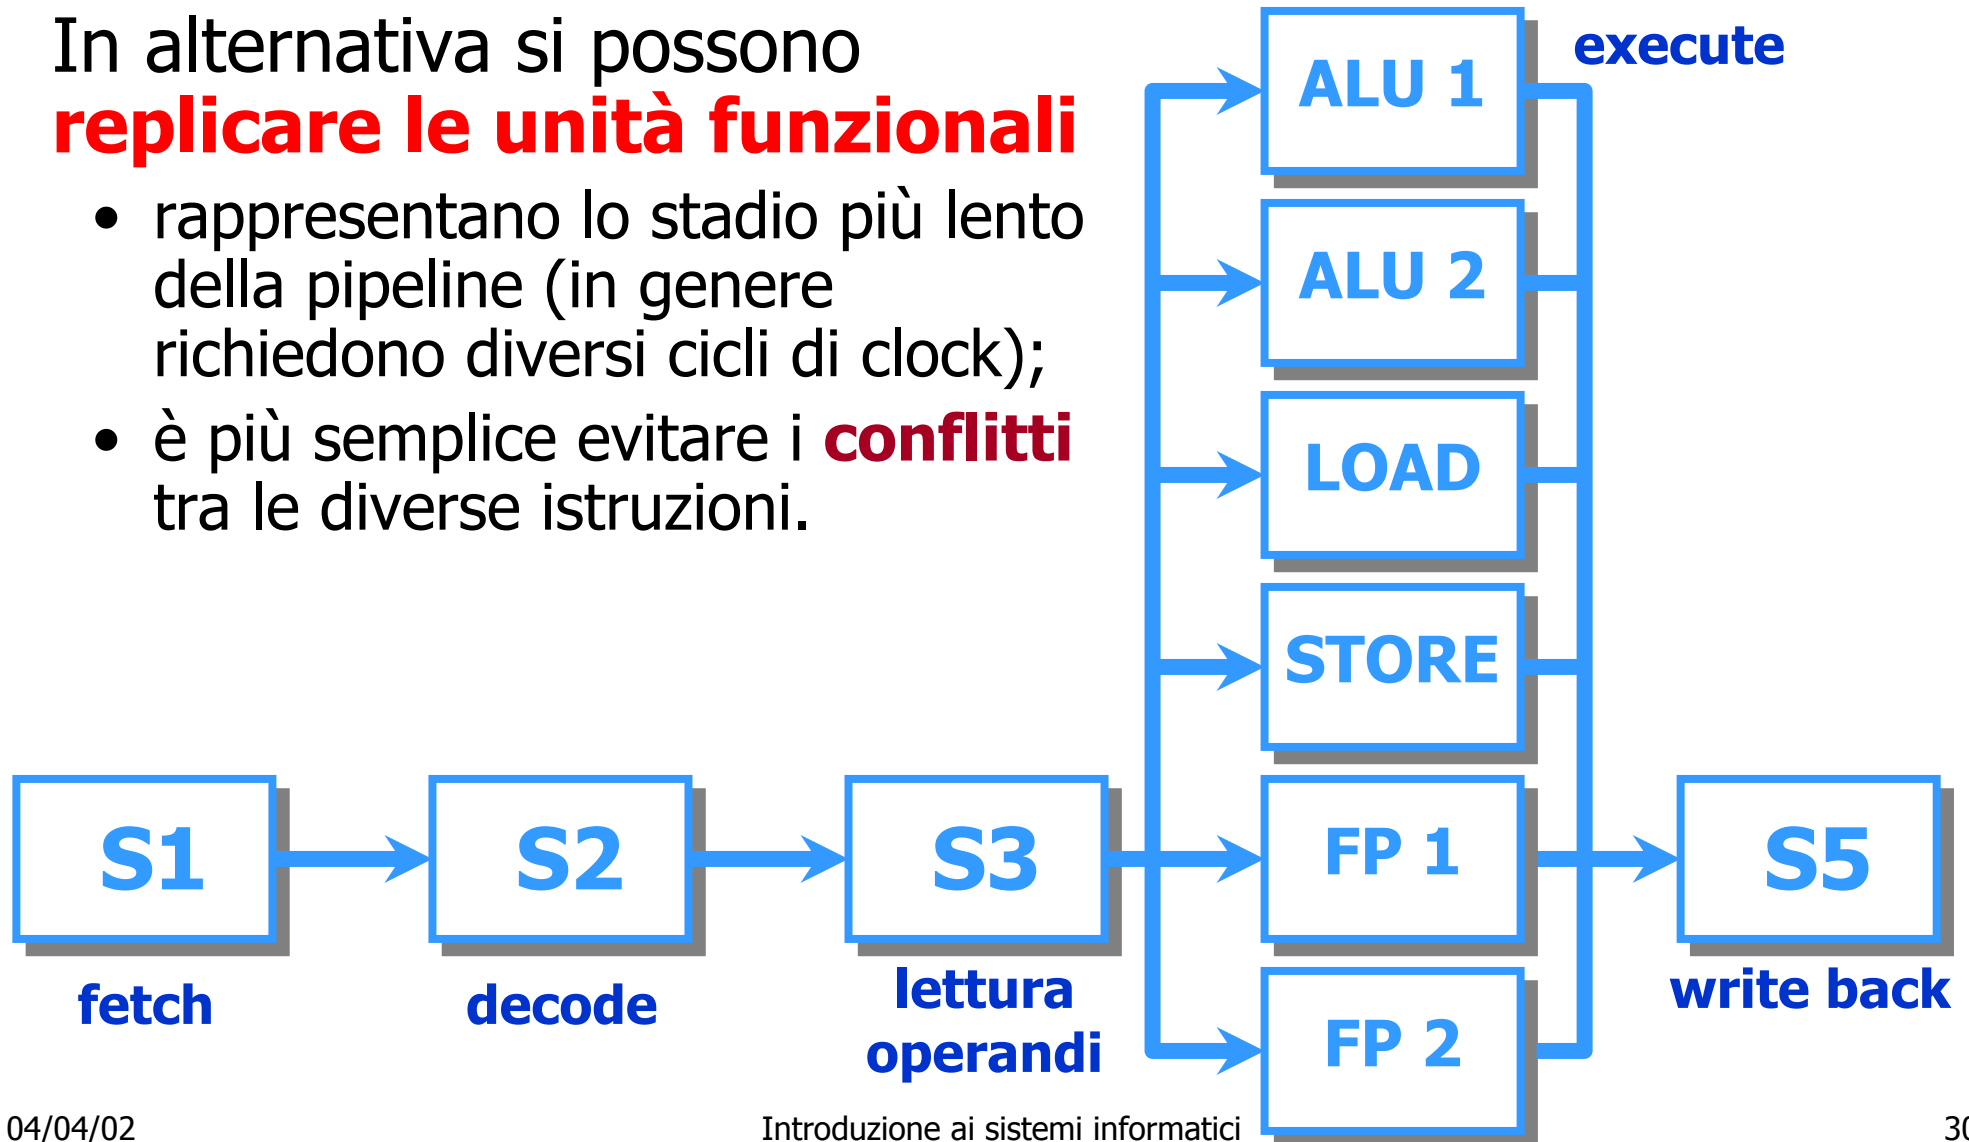 In alternativa si possono
replicare le unità funzionali
• rappresentano lo stadio più lento
della pipeline (in genere
richiedono diversi cicli di clock);
• è più semplice evitare i conflitti
tra le diverse istruzioni.
execute
ALU 1
ALU 2
LOAD
STORE
FP 1
FP 2
S1
S2
S3
S5
fetch
decode
lettura
operandi
write back
04/04/02
Introduzione ai sistemi informatici
30